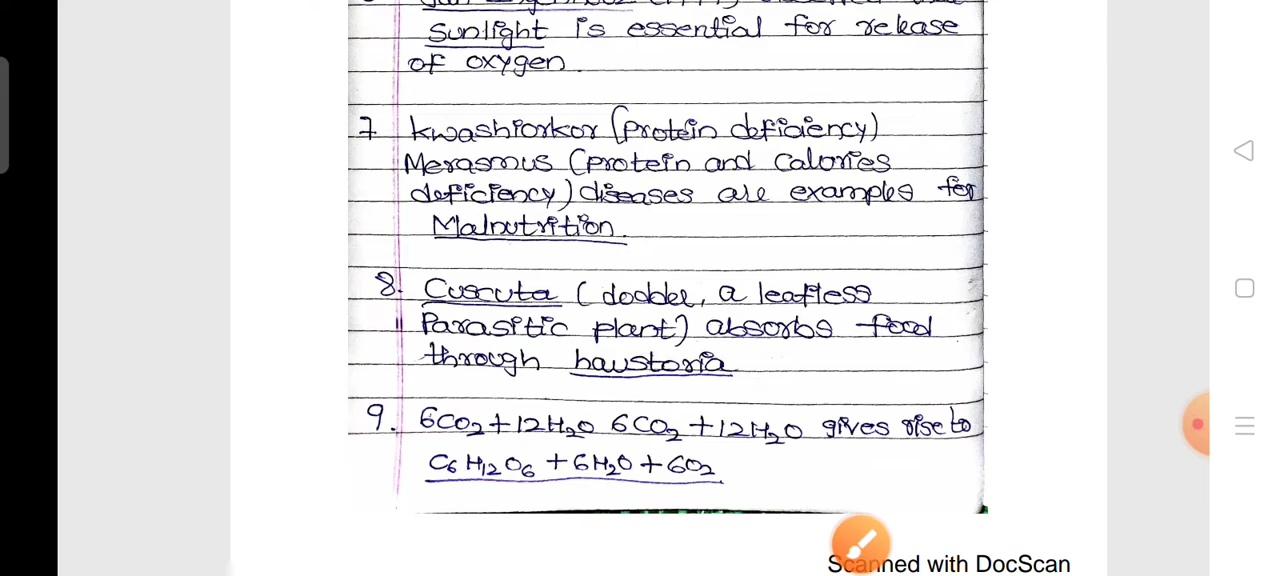 Sunlight is essential for release
of oxygen
7 Kwashiorkor (protein deficiency)
Merasmus (protein and Calories
deficiency) diseases are examples for
Malnutrition.
8. Cuscuta (dodder, a leafless
Parasitic plant) absorbs food
through haustoria
9. 6CO₂+12H₂O 6CO₂+12H₂O gives rise to
C₆H₁₂O₆+6H₂O+6O₂
Scanned with DocScan